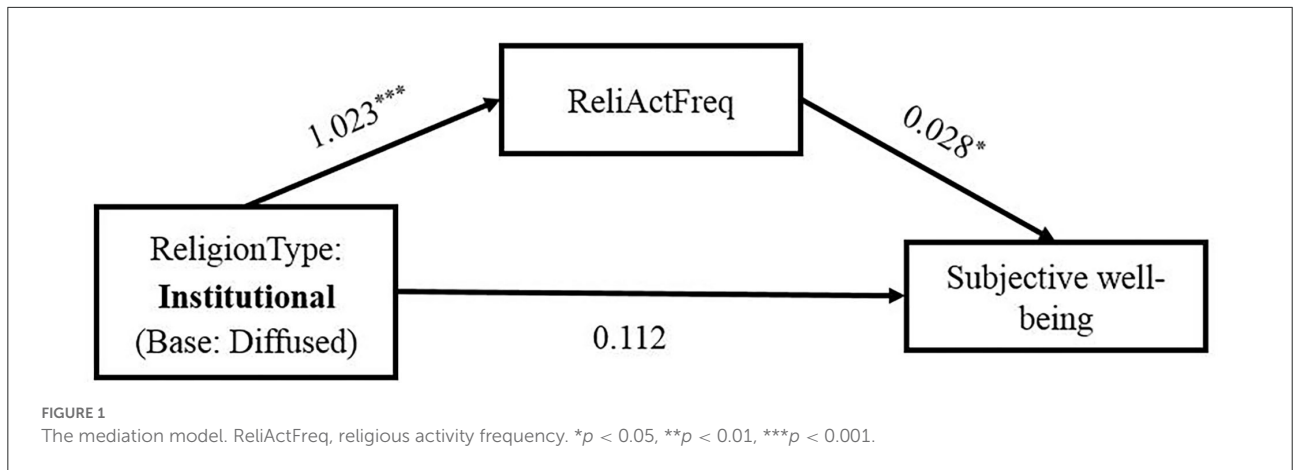 ReliActFreq
1.023***
0.028*
ReligionType:
Institutional
(Base: Diffused)
Subjective well-
being
0.112
FIGURE 1
The mediation model. ReliActFreq, religious activity frequency. *p < 0.05, **p < 0.01, ***p < 0.001.